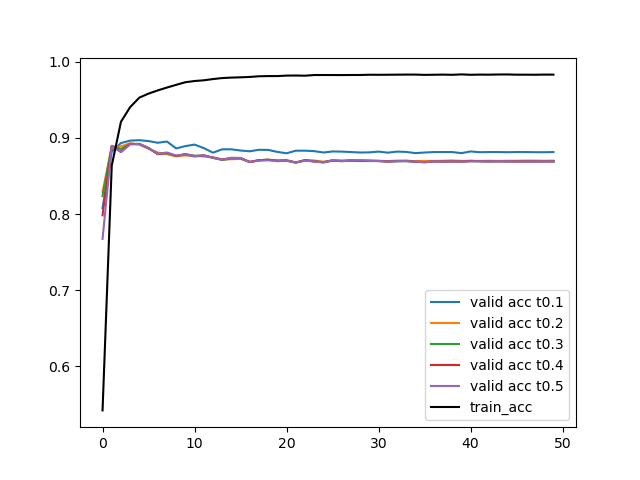 1.0
0.9
0.8
0.7
0.6
0
10
20
30
40
50
valid acc t0.1
valid acc t0.2
valid acc t0.3
valid acc t0.4
valid acc t0.5
train_acc